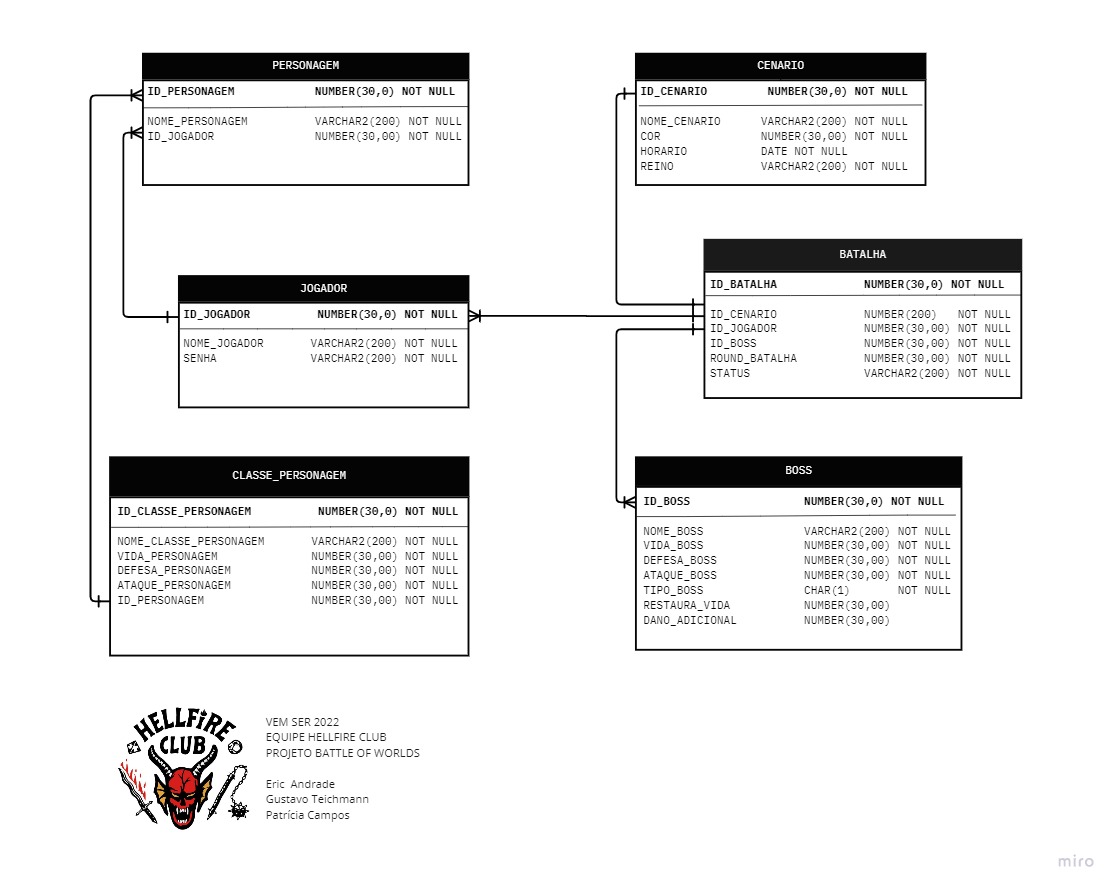 PERSONAGEM
ID_PERSONAGEM NUMBER(30,0) NOT NULL
NOME_PERSONAGEM VARCHAR2(200) NOT NULL
ID_JOGADOR NUMBER(30,00) NOT NULL
CENARIO
ID_CENARIO NUMBER(30,0) NOT NULL
NOME_CENARIO VARCHAR2(200) NOT NULL
COR NUMBER(30,00) NOT NULL
HORARIO DATE NOT NULL
REINO VARCHAR2(200) NOT NULL
JOGADOR
ID_JOGADOR NUMBER(30,0) NOT NULL
NOME_JOGADOR VARCHAR2(200) NOT NULL
SENHA VARCHAR2(200) NOT NULL
BATALHA
ID_BATALHA NUMBER(30,0) NOT NULL
ID_CENARIO NUMBER(200) NOT NULL
ID_JOGADOR NUMBER(30,00) NOT NULL
ID_BOSS NUMBER(30,00) NOT NULL
ROUND_BATALHA NUMBER(30,00) NOT NULL
STATUS VARCHAR2(200) NOT NULL
CLASSE_PERSONAGEM
ID_CLASSE_PERSONAGEM NUMBER(30,0) NOT NULL
NOME_CLASSE_PERSONAGEM VARCHAR2(200) NOT NULL
VIDA_PERSONAGEM NUMBER(30,00) NOT NULL
DEFESA_PERSONAGEM NUMBER(30,00) NOT NULL
ATAQUE_PERSONAGEM NUMBER(30,00) NOT NULL
ID_PERSONAGEM NUMBER(30,00) NOT NULL
BOSS
ID_BOSS NUMBER(30,0) NOT NULL
NOME_BOSS VARCHAR2(200) NOT NULL
VIDA_BOSS NUMBER(30,00) NOT NULL
DEFESA_BOSS NUMBER(30,00) NOT NULL
ATAQUE_BOSS NUMBER(30,00) NOT NULL
TIPO_BOSS CHAR(1) NOT NULL
RESTAURA_VIDA NUMBER(30,00)
DANO_ADICIONAL NUMBER(30,00)
HELLFiRE
CLUB
VEM SER 2022
EQUIPE HELLFIRE CLUB
PROJETO BATTLE OF WORLDS
Eric Andrade
Gustavo Teichmann
Patrícia Campos
miro